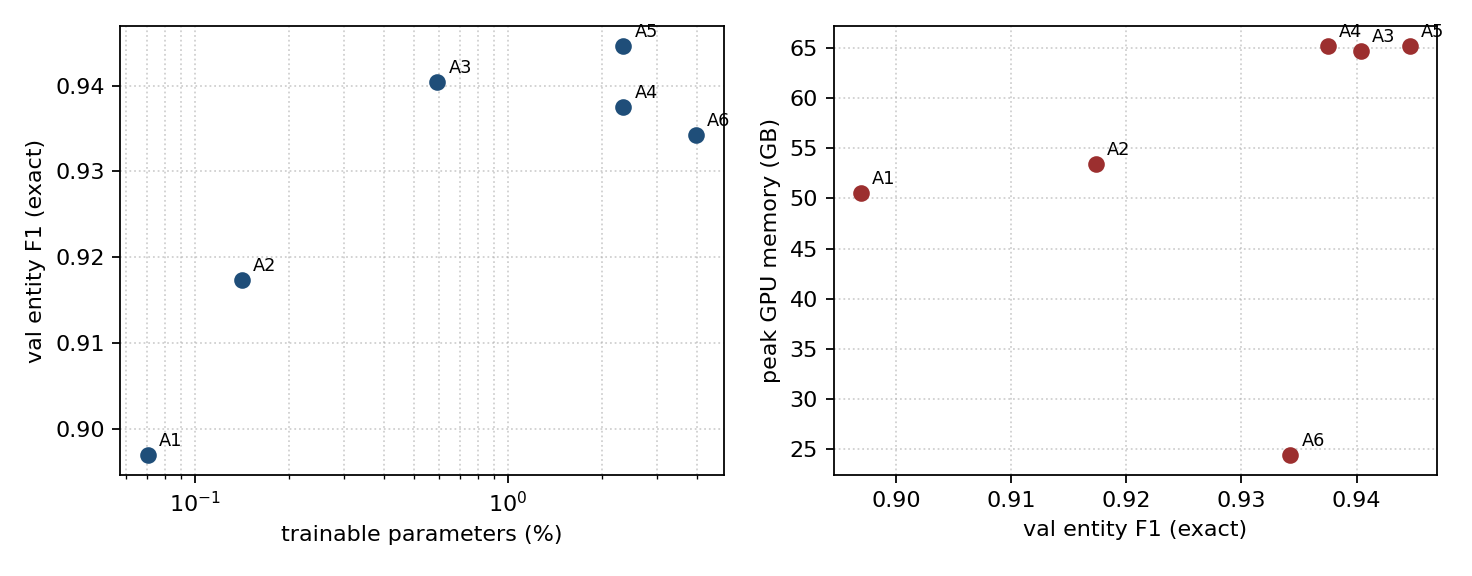 A5
0.94
A3
A4
A6
0.93
0.92
A2
0.91
0.90
A1
10⁻¹
10⁰
trainable parameters (%)
val entity F1 (exact)
A4
A3
A5
65
60
55
A2
A1
50
45
40
35
30
A6
25
0.90
0.91
0.92
0.93
0.94
val entity F1 (exact)
peak GPU memory (GB)